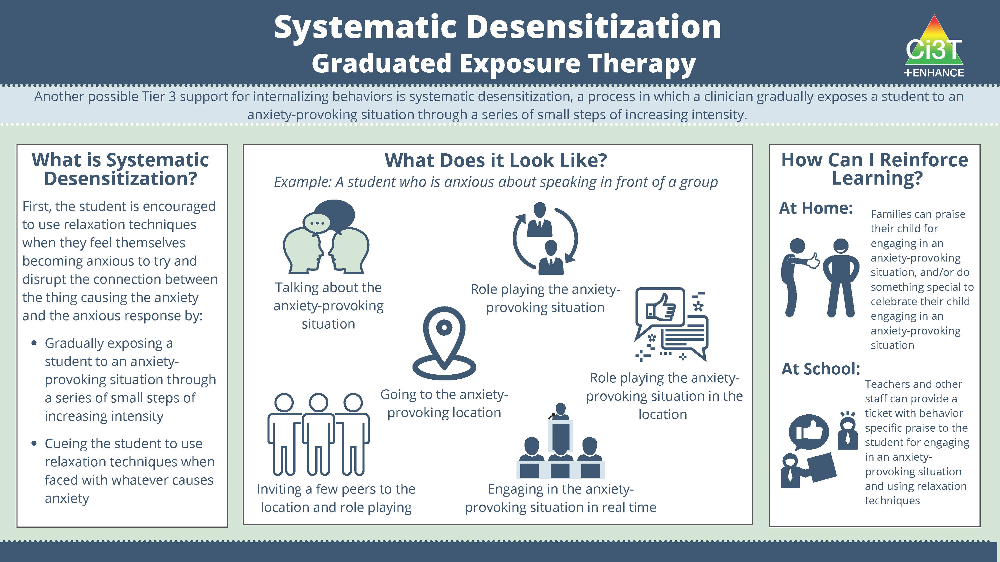 Systematic Desensitization
Graduated Exposure Therapy
Ci3T
+ENHANCE
Another possible Tier 3 support for internalizing behaviors is systematic desensitization, a process in which a clinician gradually exposes a student to an
anxiety-provoking situation through a series of small steps of increasing intensity.
What is Systematic
Desensitization?
First, the student is encouraged
to use relaxation techniques
when they feel themselves
becoming anxious to try and
disrupt the connection between
the thing causing the anxiety
and the anxious response by:
• Gradually exposing a
student to an anxiety-
provoking situation through
a series of small steps of
increasing intensity
• Cueing the student to use
relaxation techniques when
faced with whatever causes
anxiety
What Does it Look Like?
Example: A student who is anxious about speaking in front of a group
Talking about the
anxiety-provoking
situation
Role playing the anxiety-
provoking situation
Going to the anxiety-
provoking location
Role playing the anxiety-
provoking situation in the
location
Inviting a few peers to the
location and role playing
Engaging in the anxiety-
provoking situation in real time
How Can I Reinforce
Learning?
At Home:
Families can praise
their child for
engaging in an
anxiety-provoking
situation, and/or do
something special to
celebrate their child
engaging in an
anxiety-provoking
situation
At School:
Teachers and other
staff can provide a
ticket with behavior
specific praise to the
student for engaging
in an anxiety-
provoking situation
and using relaxation
techniques